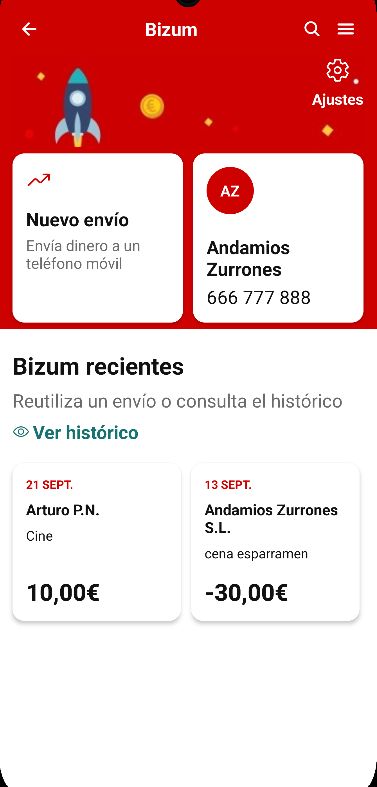 Bizum
Ajustes
Nuevo envío
Envía dinero a un
teléfono móvil
AZ
Andamios
Zurrones
666 777 888
Bizum recientes
Reutiliza un envío o consulta el histórico
Ver histórico
21 SEPT.
Arturo P.N.
Cine
10,00€
13 SEPT.
Andamios Zurrones
S.L.
cena esparramen
-30,00€